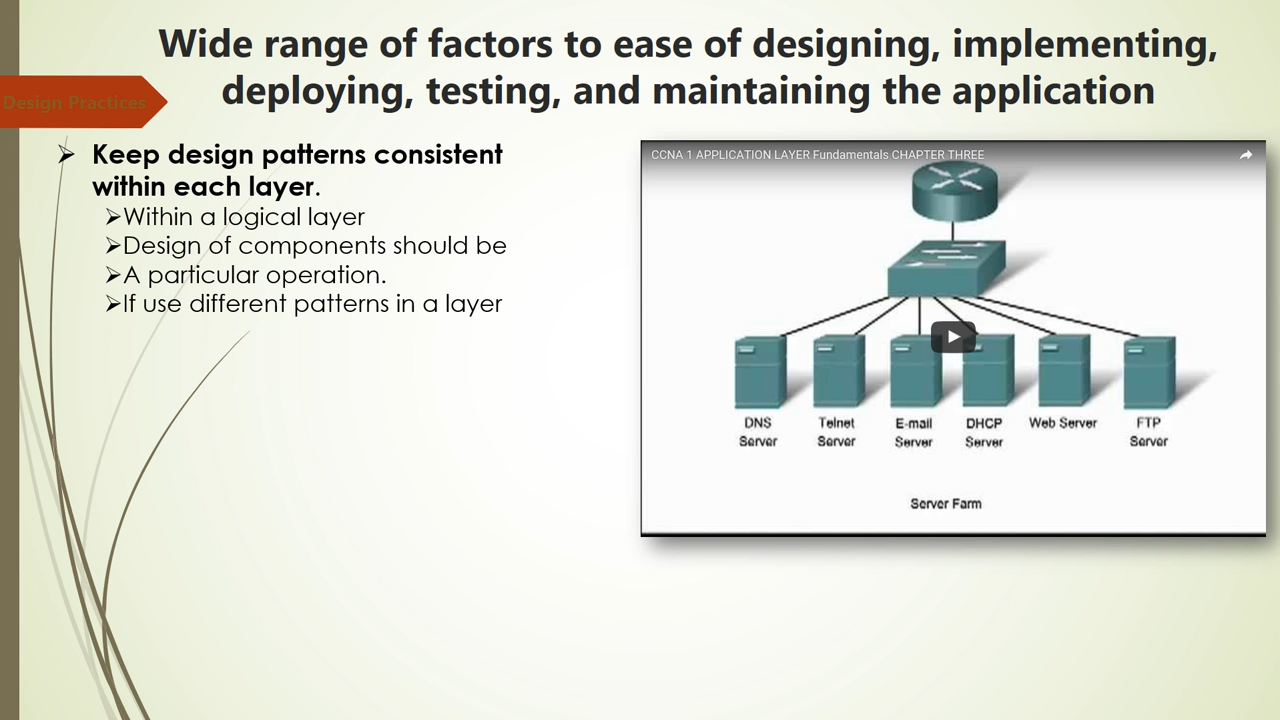 Wide range of factors to ease of designing, implementing,
deploying, testing, and maintaining the application
Design Practices
Keep design patterns consistent
within each layer.
Within a logical layer
Design of components should be
A particular operation.
If use different patterns in a layer
CCNA 1 APPLICATION LAYER Fundamentals CHAPTER THREE
DNS Server
Telnet Server
E-mail Server
DHCP Server
Web Server
FTP Server
Server Farm